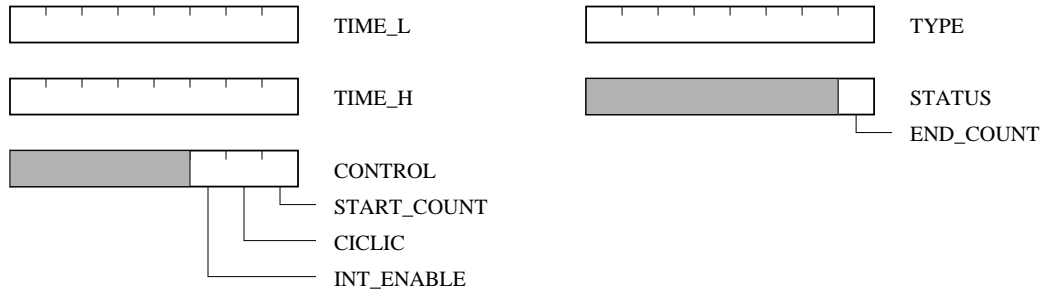 TIME_L
TYPE
TIME_H
STATUS
END_COUNT
CONTROL
START_COUNT
CICLIC
INT_ENABLE